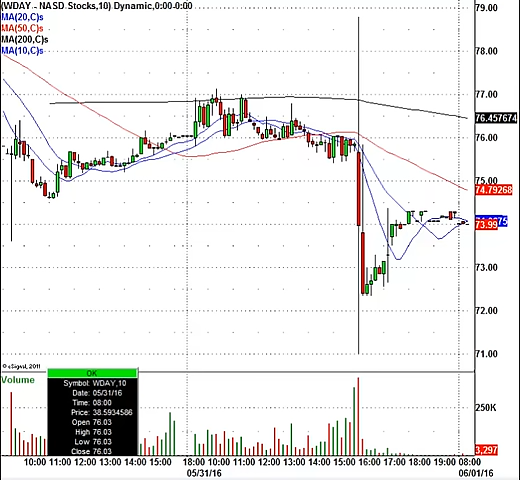 (WDAY - NASD Stocks,10) Dynamic,0:00-0:00
MA(20,C)s
MA(50,C)s
MA(200,C)s
MA(10,C)s
79.00
78.00
77.00
76.457674
76.00
75.00
74.79268
73.99
73.00
72.00
71.00
© eSignal, 2011
Volume
OK
Symbol: WDAY,10
Date: 05/31/16
Time: 08:00
Price: 38.5934586
Open 76.03
High 76.03
Low 76.03
Close 76.03
250K
3,297
10:00 11:00 12:00 13:00 14:00 15:00 18:00 09:00 10:00 11:00 12:00 13:00 14:00 15:00 16:00 17:00 18:00 19:00 08:00
05/31/16 06/01/16